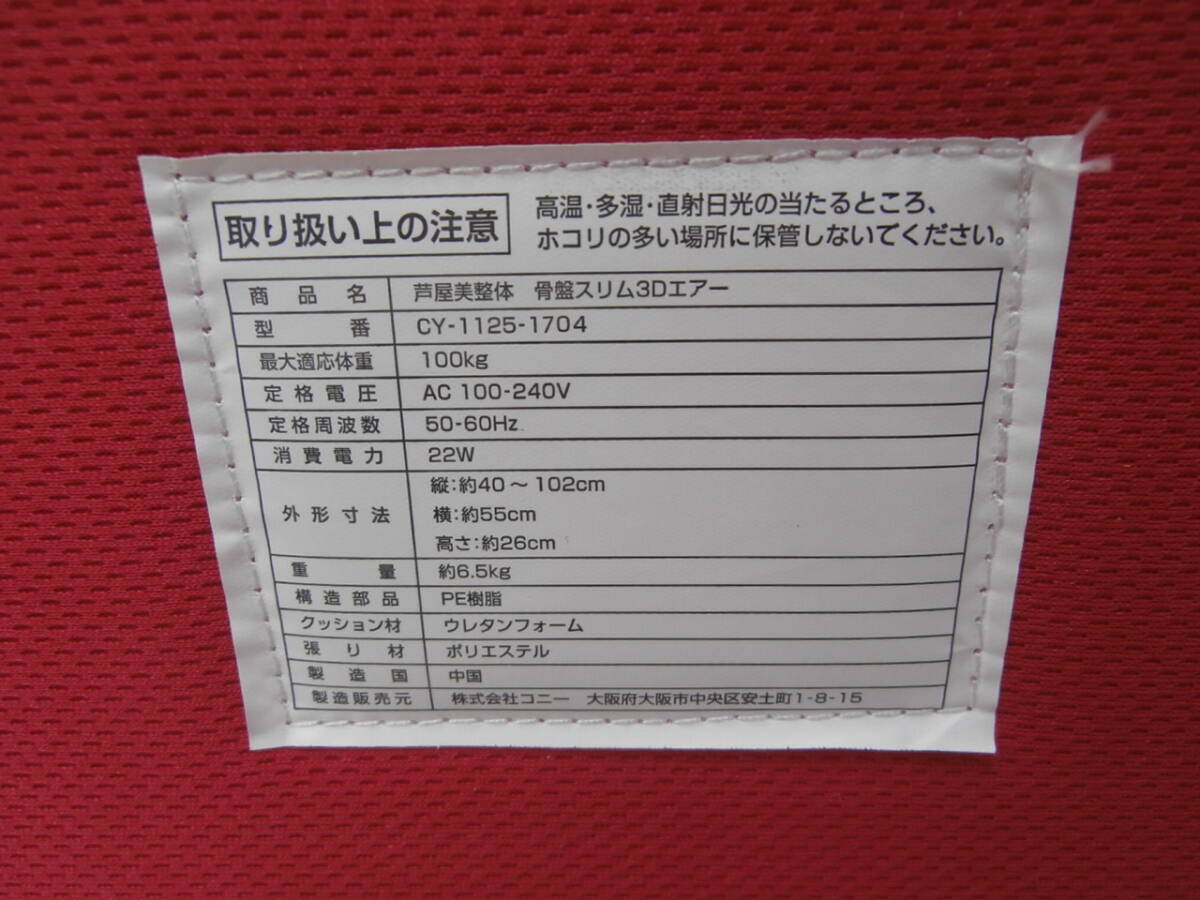 取り扱い上の注意
高温・多湿・直射日光の当たるところ、
ホコリの多い場所に保管しないでください。
商品名 芦屋美整体 骨盤スリム3Dエアー
型番 CY-1125-1704
最大適応体重 100kg
定格電圧 AC 100-240V
定格周波数 50-60Hz
消費電力 22W
外形寸法 縦:約40～102cm
横:約55cm
高さ:約26cm
重量 約6.5kg
構造部品 PE樹脂
クッション材 ウレタンフォーム
張り材 ポリエステル
製造国 中国
製造販売元 株式会社コニー 大阪府大阪市中央区安土町1-8-15